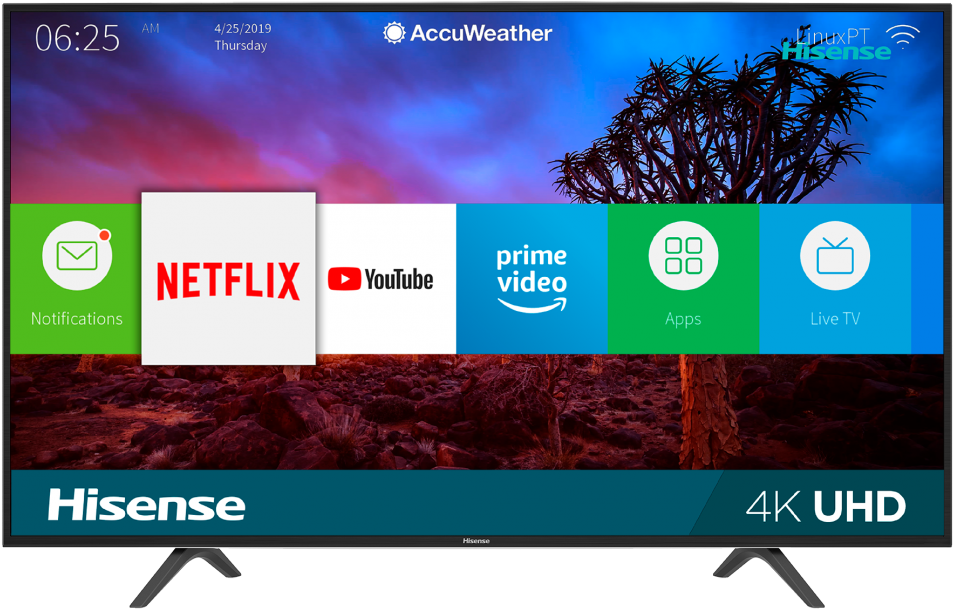 06:25
AM
4/25/2019
Thursday
AccuWeather
LinuxPT
Hisense
Notifications
NETFLIX
YouTube
prime
video
Apps
Live TV
Hisense
4K UHD
Hisense